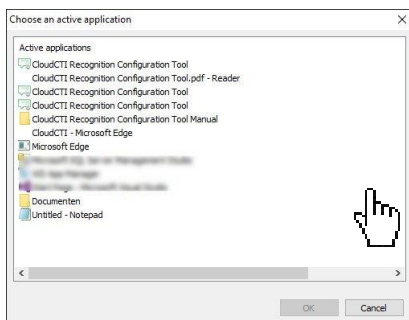 Choose an active application
Active applications
CloudCTI Recognition Configuration Tool
CloudCTI Recognition Configuration Tool.pdf - Reader
CloudCTI Recognition Configuration Tool
CloudCTI Recognition Configuration Tool
CloudCTI Recognition Configuration Tool Manual
CloudCTI - Microsoft Edge
Microsoft Edge
Documenten
Untitled - Notepad
OK
Cancel